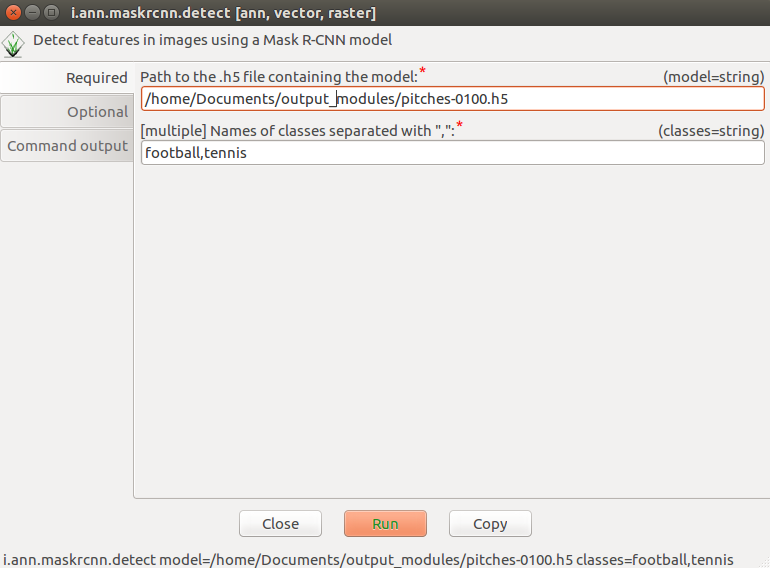 i.ann.maskrcnn.detect [ann, vector, raster]
Detect features in images using a Mask R-CNN model
Required
Optional
Command output
Path to the .h5 file containing the model:* (model=string)
/home/Documents/output_modules/pitches-0100.h5
[multiple] Names of classes separated with ",":* (classes=string)
football,tennis
Close Run Copy
i.ann.maskrcnn.detect model=/home/Documents/output_modules/pitches-0100.h5 classes=football,tennis